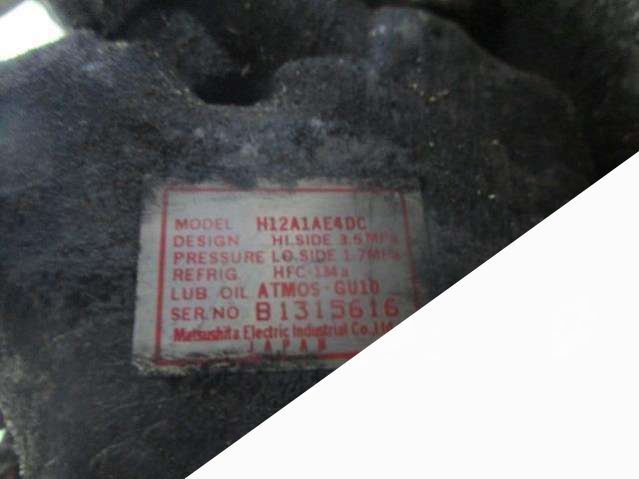 MODEL H12A1AE4DC
DESIGN HI.SIDE 3.5MPa
PRESSURE LO.SIDE 1.7MPa
REFRIG. HFC-134a
LUB OIL ATMOS-GU10
SER.NO B1315616
Matsushita Electric Industrial Co.,Ltd.
JAPAN